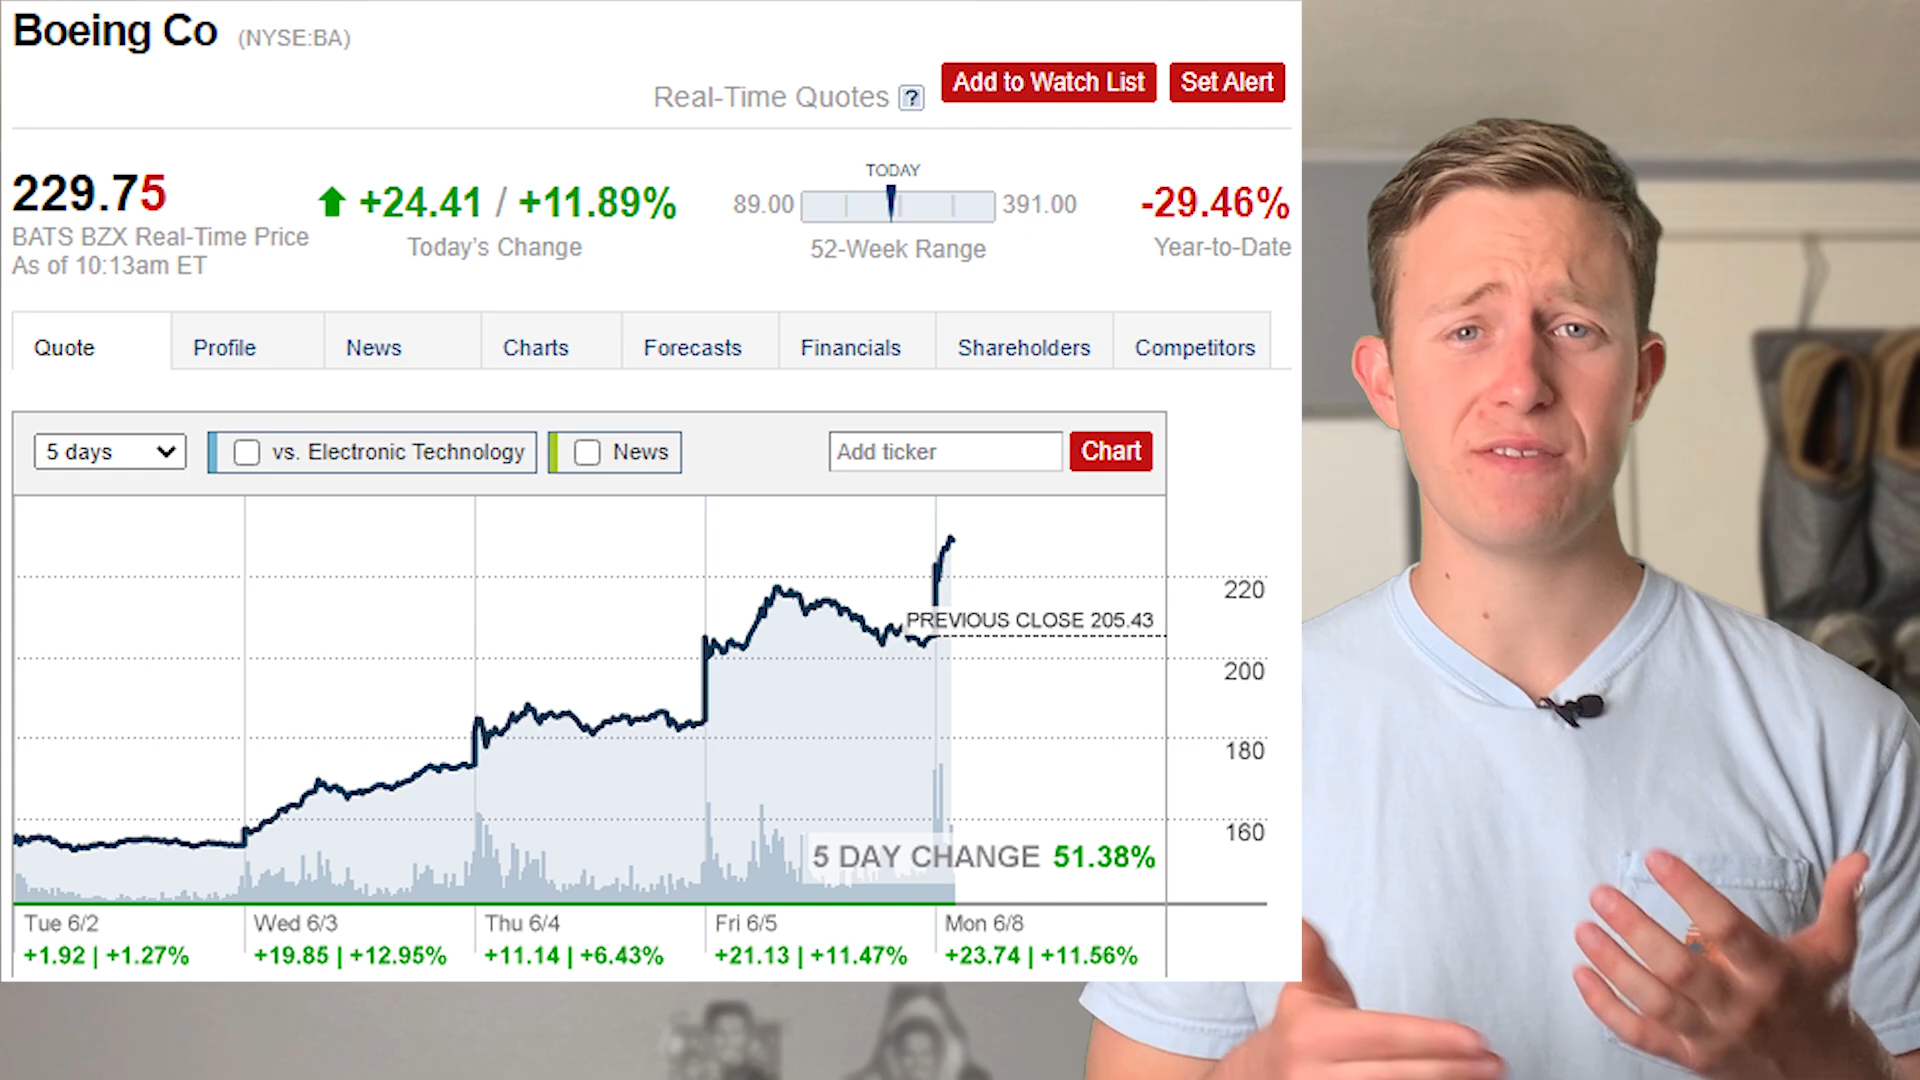 Boeing Co (NYSE:BA)
Real-Time Quotes ? Add to Watch List Set Alert
TODAY
229.75 +24.41 / +11.89% 89.00 391.00 -29.46%
BATS BZX Real-Time Price Today's Change 52-Week Range Year-to-Date
As of 10:13am ET
Quote Profile News Charts Forecasts Financials Shareholders Competitors
5 days vs. Electronic Technology News Add ticker Chart
220
PREVIOUS CLOSE 205.43
200
180
160
5 DAY CHANGE 51.38%
Tue 6/2 Wed 6/3 Thu 6/4 Fri 6/5 Mon 6/8
+1.92 | +1.27% +19.85 | +12.95% +11.14 | +6.43% +21.13 | +11.47% +23.74 | +11.56%